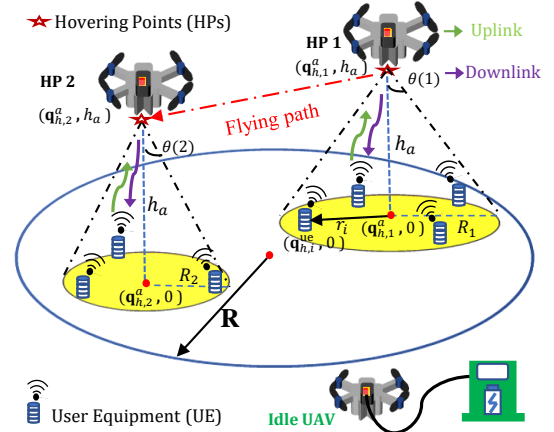 Hovering Points (HPs)
HP 1
Uplink
Downlink
HP 2
(q^a_{h,1}, h_a)
θ(1)
(q^a_{h,2}, h_a)
Flying path
θ(2)
h_a
h_a
r_i
R_1
(q^ue_{h,i}, 0)
(q^a_{h,1}, 0)
R_2
(q^a_{h,2}, 0)
R
User Equipment (UE)
Idle UAV